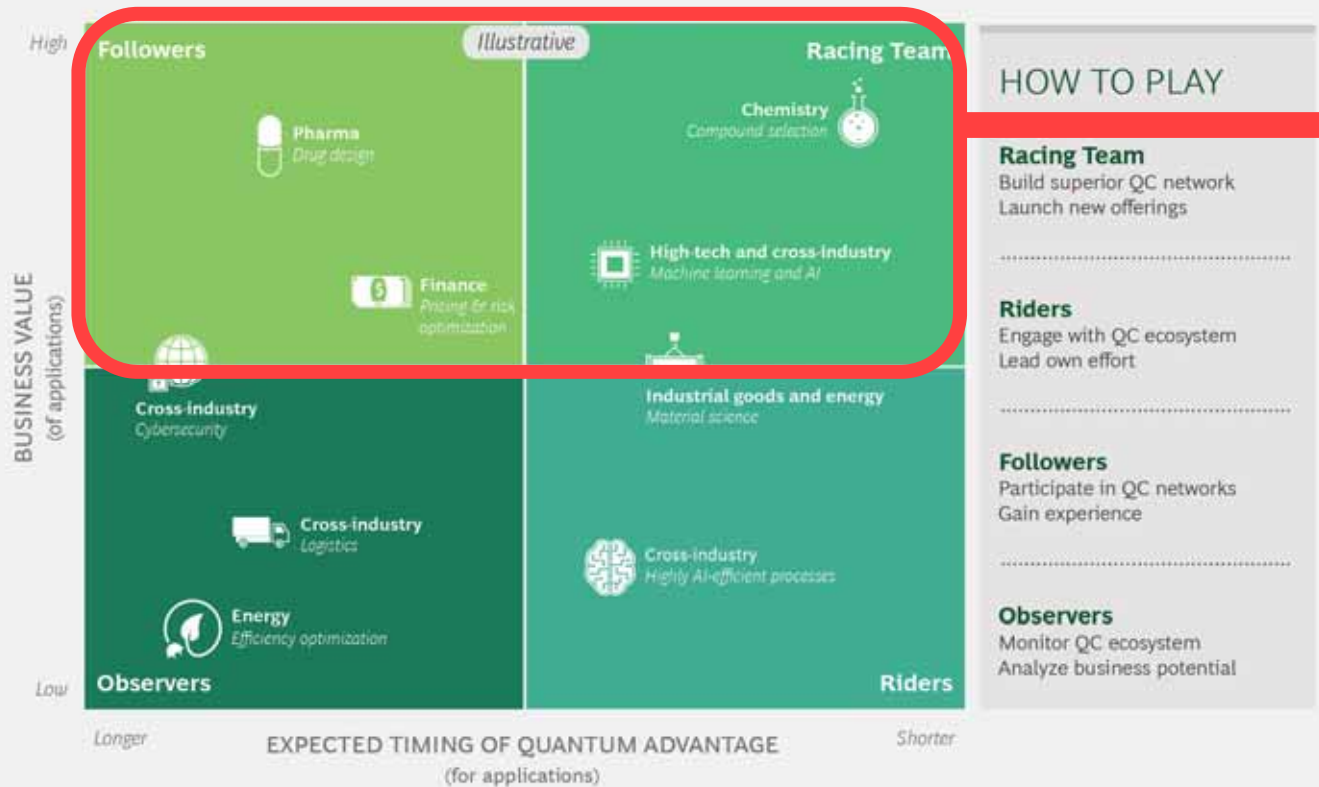 High
Followers
Illustrative
Racing Team
Pharma
Drug design
Chemistry
Compound selection
Finance
Pricing & risk
optimization
High-tech and cross-industry
Machine learning and AI
Cross-industry
Cybersecurity
Industrial goods and energy
Material science
Cross-industry
Logistics
Cross-industry
Highly AI-efficient processes
Energy
Efficiency optimization
Low
Observers
Riders
BUSINESS VALUE
(of applications)
Longer
EXPECTED TIMING OF QUANTUM ADVANTAGE
(for applications)
Shorter
HOW TO PLAY
Racing Team
Build superior QC network
Launch new offerings
Riders
Engage with QC ecosystem
Lead own effort
Followers
Participate in QC networks
Gain experience
Observers
Monitor QC ecosystem
Analyze business potential